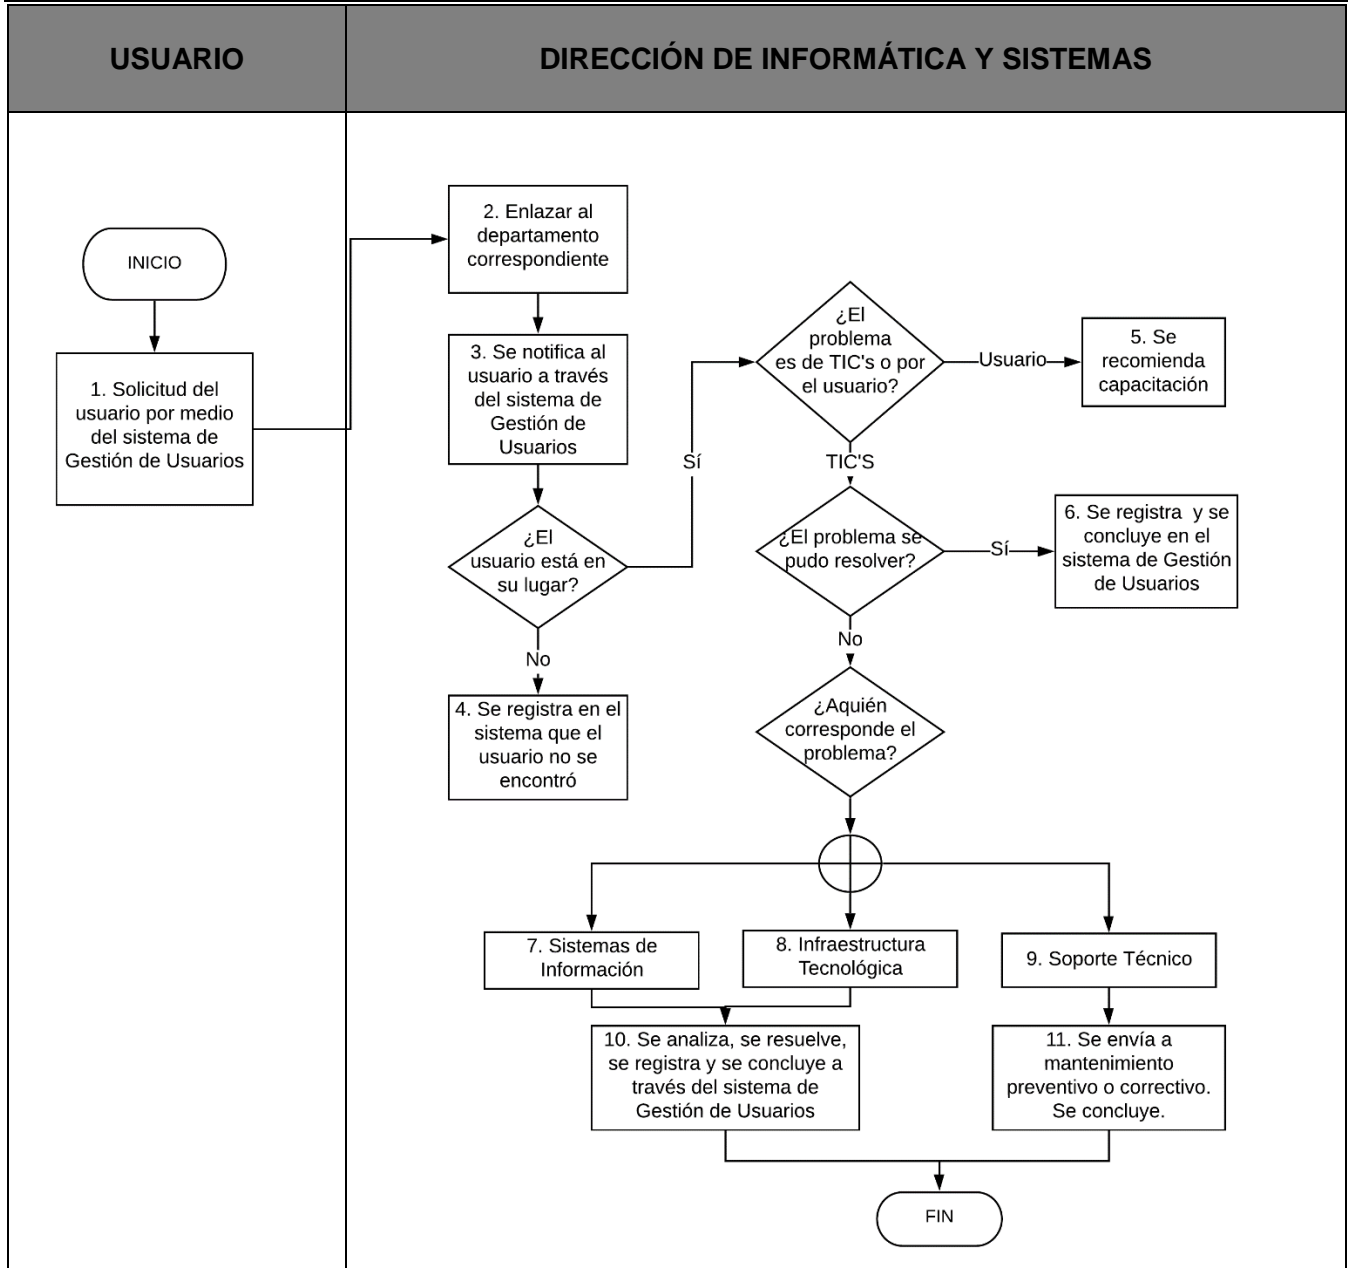 USUARIO
DIRECCIÓN DE INFORMÁTICA Y SISTEMAS
INICIO
1. Solicitud del
usuario por medio
del sistema de
Gestión de Usuarios
2. Enlazar al
departamento
correspondiente
3. Se notifica al
usuario a través
del sistema de
Gestión de
Usuarios
¿El
usuario está en
su lugar?
Sí
No
4. Se registra en el
sistema que el
usuario no se
encontró
¿El
problema
es de TIC's o por
el usuario?
Usuario
5. Se
recomienda
capacitación
TIC'S
¿El problema se
pudo resolver?
Sí
6. Se registra y se
concluye en el
sistema de Gestión
de Usuarios
No
¿Aquién
corresponde el
problema?
7. Sistemas de
Información
8. Infraestructura
Tecnológica
9. Soporte Técnico
10. Se analiza, se resuelve,
se registra y se concluye a
través del sistema de
Gestión de Usuarios
11. Se envía a
mantenimiento
preventivo o correctivo.
Se concluye.
FIN